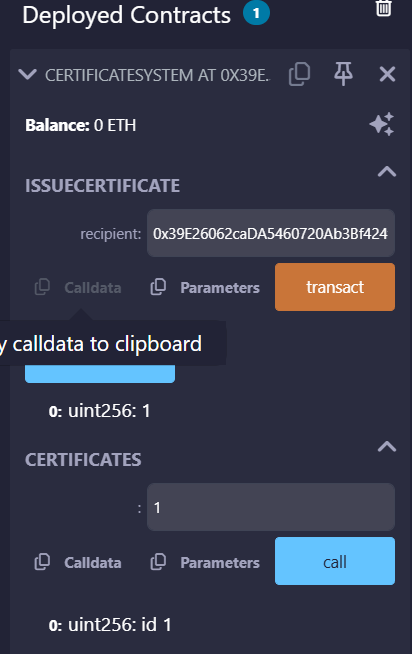 Deployed Contracts 1
CERTIFICATESYSTEM AT 0X39E...
Balance: 0 ETH
ISSUECERTIFICATE
recipient: 0x39E26062caDA5460720Ab3Bf424
Calldata Parameters transact
y calldata to clipboard
0: uint256: 1
CERTIFICATES
: 1
Calldata Parameters call
0: uint256: id 1